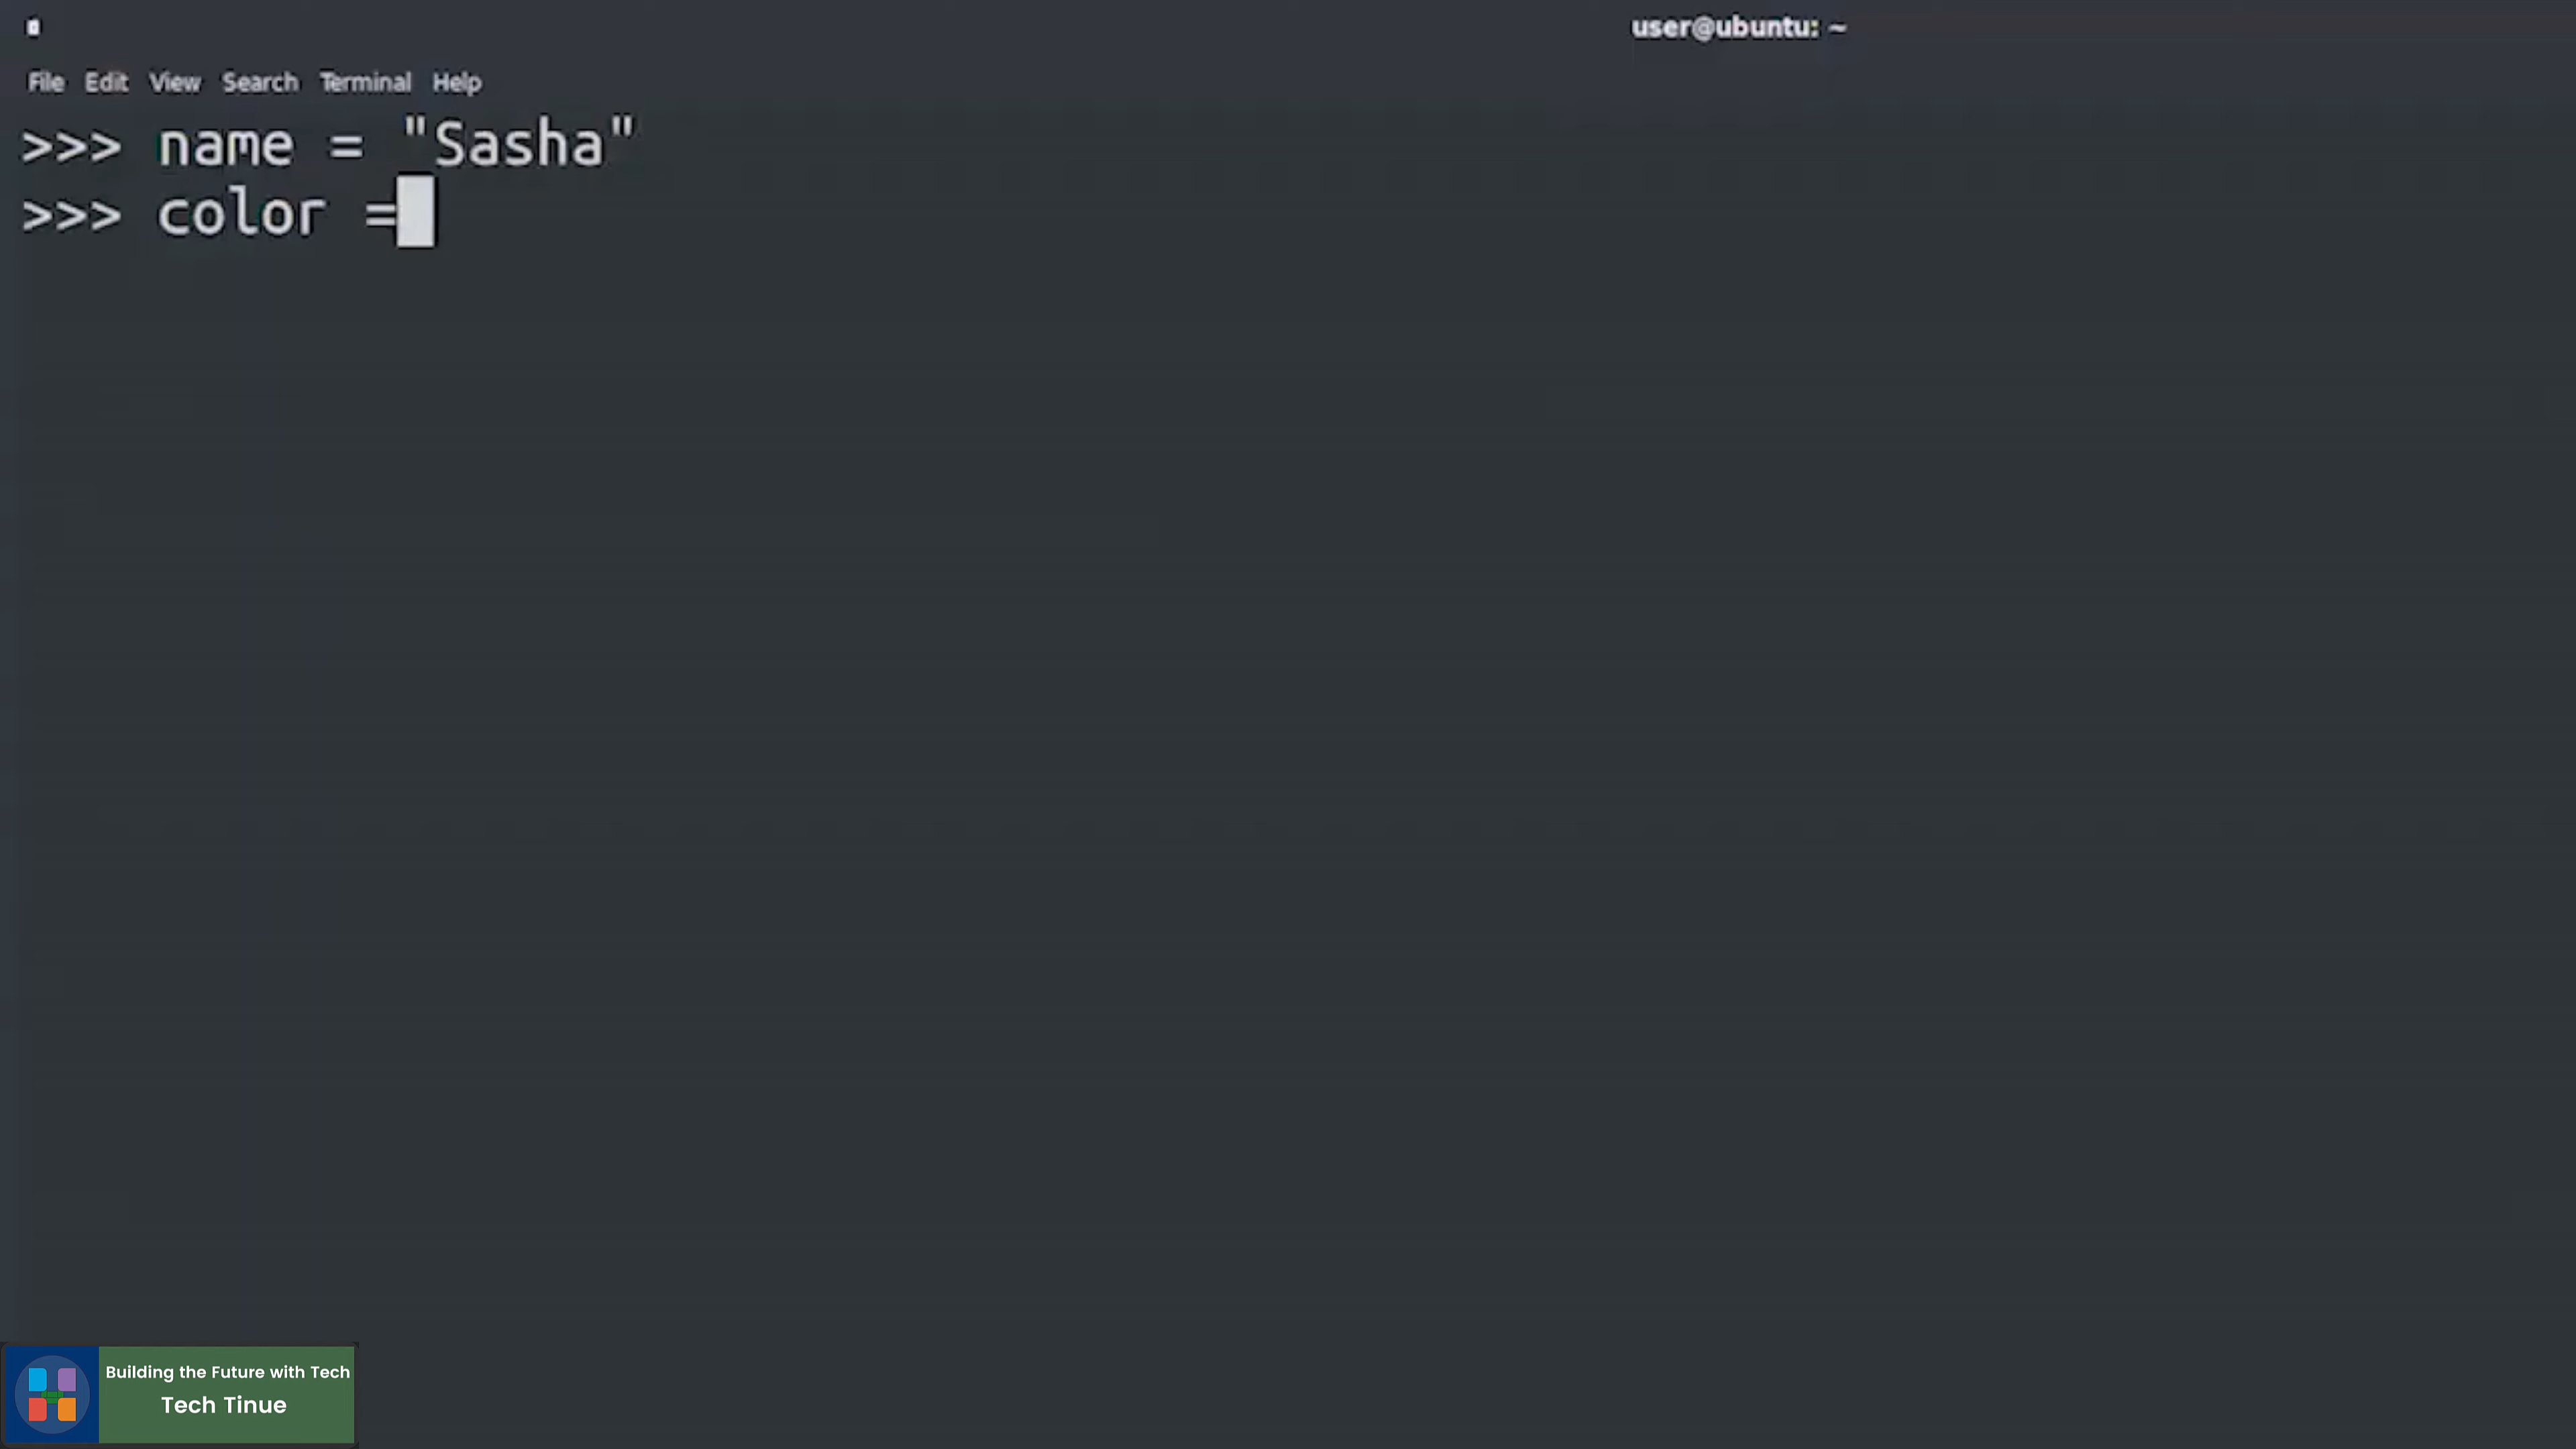 user@ubuntu: ~
File Edit View Search Terminal Help
>>> name = "Sasha"
>>> color =
Building the Future with Tech
Tech Tinue